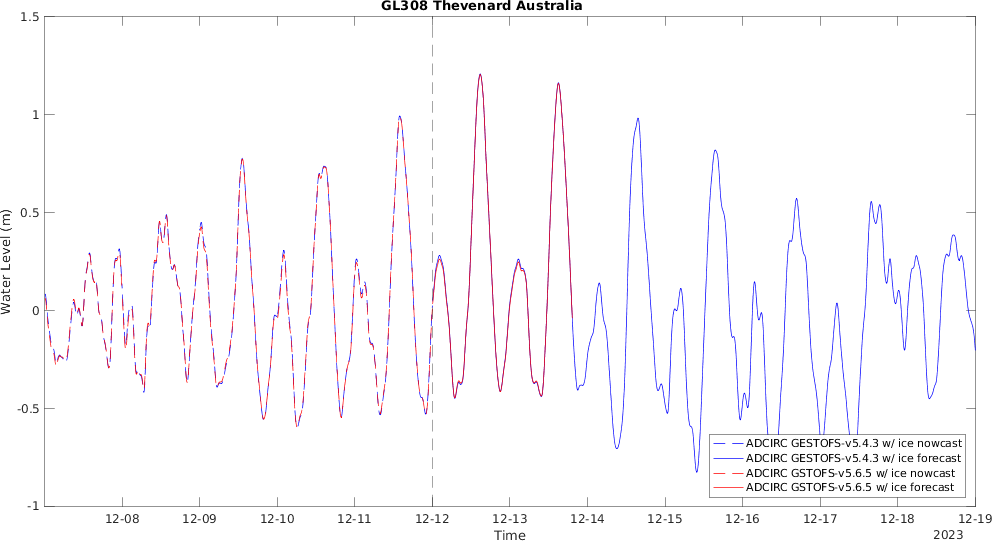 GL308 Thevenard Australia
1.5
1
0.5
0
-0.5
-1
Water Level (m)
12-08 12-09 12-10 12-11 12-12 12-13 12-14 12-15 12-16 12-17 12-18 12-19
Time
2023
ADCIRC GESTOFS-v5.4.3 w/ ice nowcast
ADCIRC GESTOFS-v5.4.3 w/ ice forecast
ADCIRC GSTOFS-v5.6.5 w/ ice nowcast
ADCIRC GSTOFS-v5.6.5 w/ ice forecast